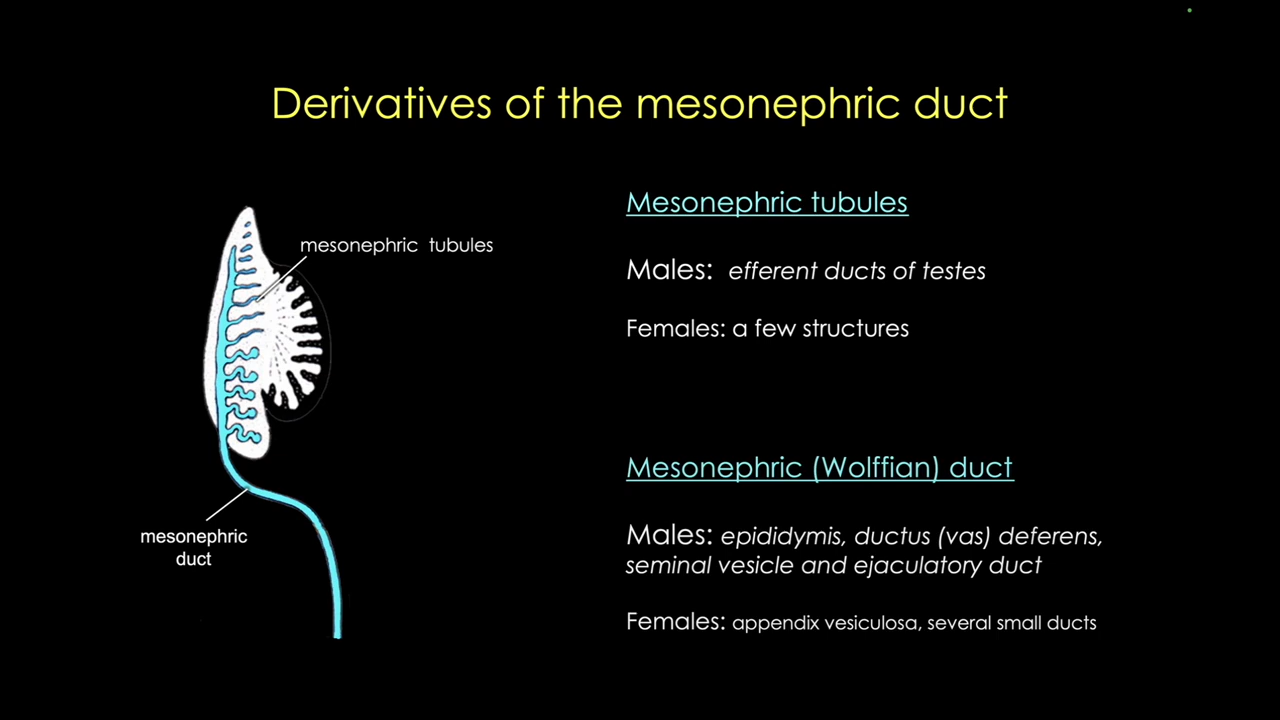 Derivatives of the mesonephric duct
mesonephric tubules
mesonephric
duct
Mesonephric tubules
Males: efferent ducts of testes
Females: a few structures
Mesonephric (Wolffian) duct
Males: epididymis, ductus (vas) deferens,
seminal vesicle and ejaculatory duct
Females: appendix vesiculosa, several small ducts